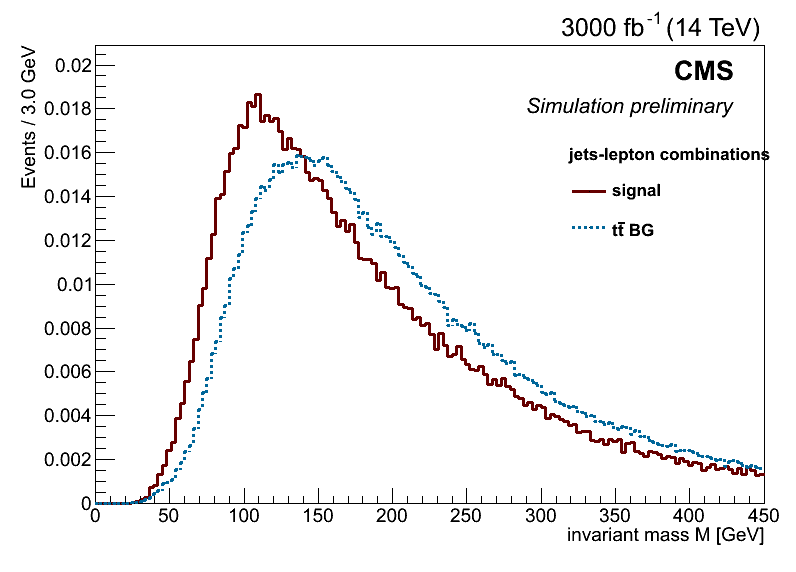 3000 fb⁻¹ (14 TeV)
Events / 3.0 GeV
CMS
Simulation preliminary
jets-lepton combinations
signal
tt̄ BG
0.02
0.018
0.016
0.014
0.012
0.01
0.008
0.006
0.004
0.002
0
0 50 100 150 200 250 300 350 400 450
invariant mass M [GeV]